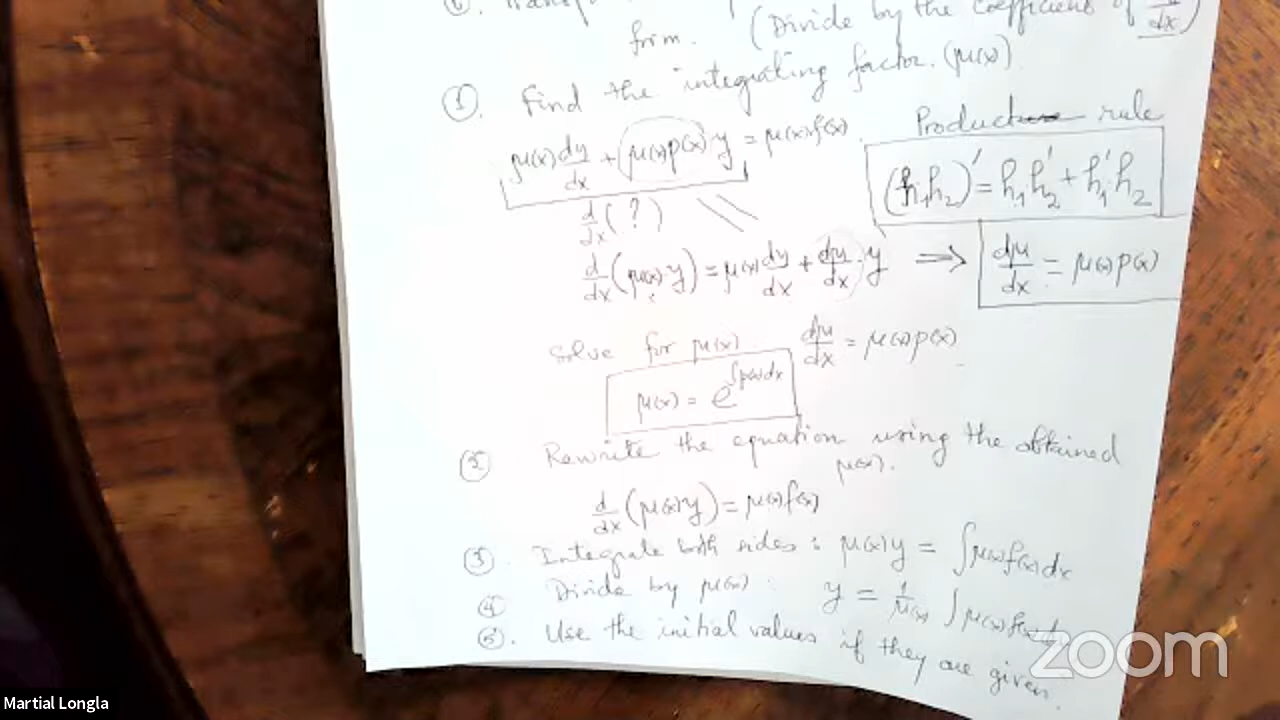 (Divide by the coefficient of d/dx)
from.
①. Find the integrating factor. (μ(x))
μ(x) dy/dx + μ(x)p(x) y = μ(x)f(x).
Product rule
(h₁h₂)' = h₁h₂' + h₁'h₂
d/dx (?)
d/dx (μ(x) y) = μ(x) dy/dx + dμ/dx · y ⟹ dμ/dx = μ(x)p(x)
Solve for μ(x) dμ/dx = μ(x)p(x)
μ(x) = e^∫p(x)dx
② Rewrite the equation using the obtained
μ(x).
d/dx (μ(x)y) = μ(x)f(x)
③. Integrate both sides : μ(x)y = ∫μ(x)f(x)dx
④ Divide by μ(x) : y = 1/μ(x) ∫μ(x)f(x)dx
⑤. Use the initial values if they are given.
zoom
Martial Longla